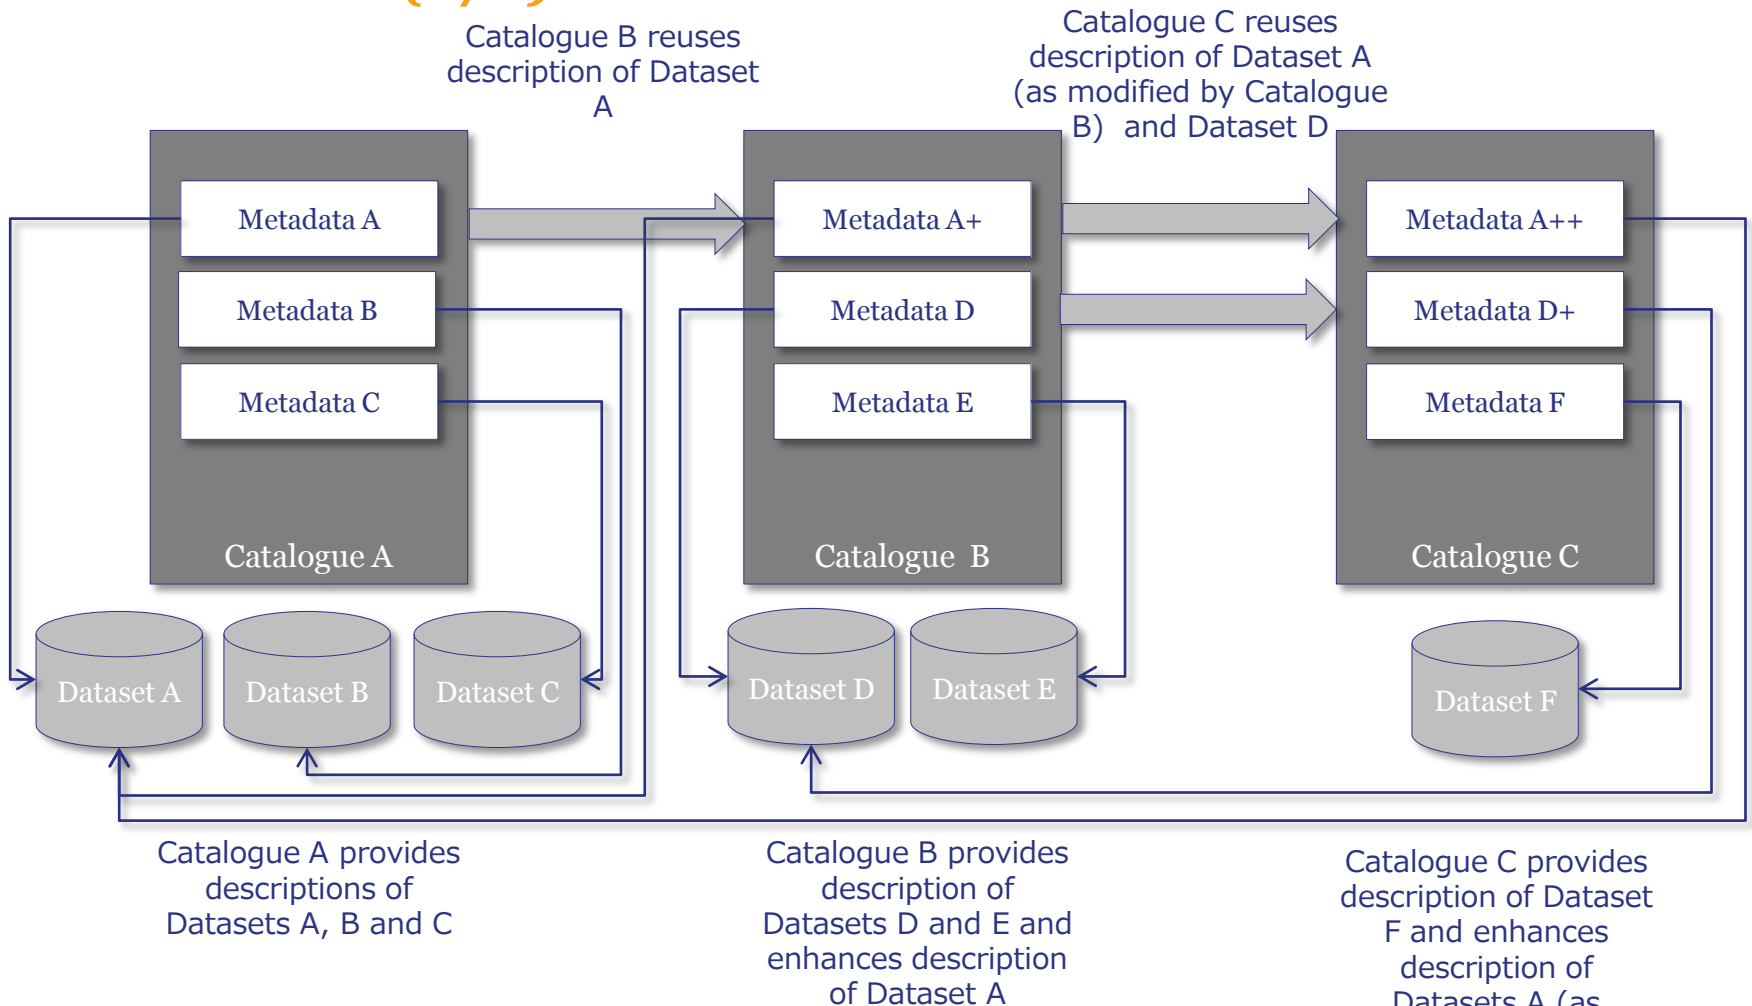 Catalogue B reuses
description of Dataset
A
Catalogue C reuses
description of Dataset A
(as modified by Catalogue
B) and Dataset D
Metadata A
Metadata B
Metadata C
Catalogue A
Metadata A+
Metadata D
Metadata E
Catalogue B
Metadata A++
Metadata D+
Metadata F
Catalogue C
Dataset A
Dataset B
Dataset C
Dataset D
Dataset E
Dataset F
Catalogue A provides
descriptions of
Datasets A, B and C
Catalogue B provides
description of
Datasets D and E and
enhances description
of Dataset A
Catalogue C provides
description of Dataset
F and enhances
description of
Datasets A (as